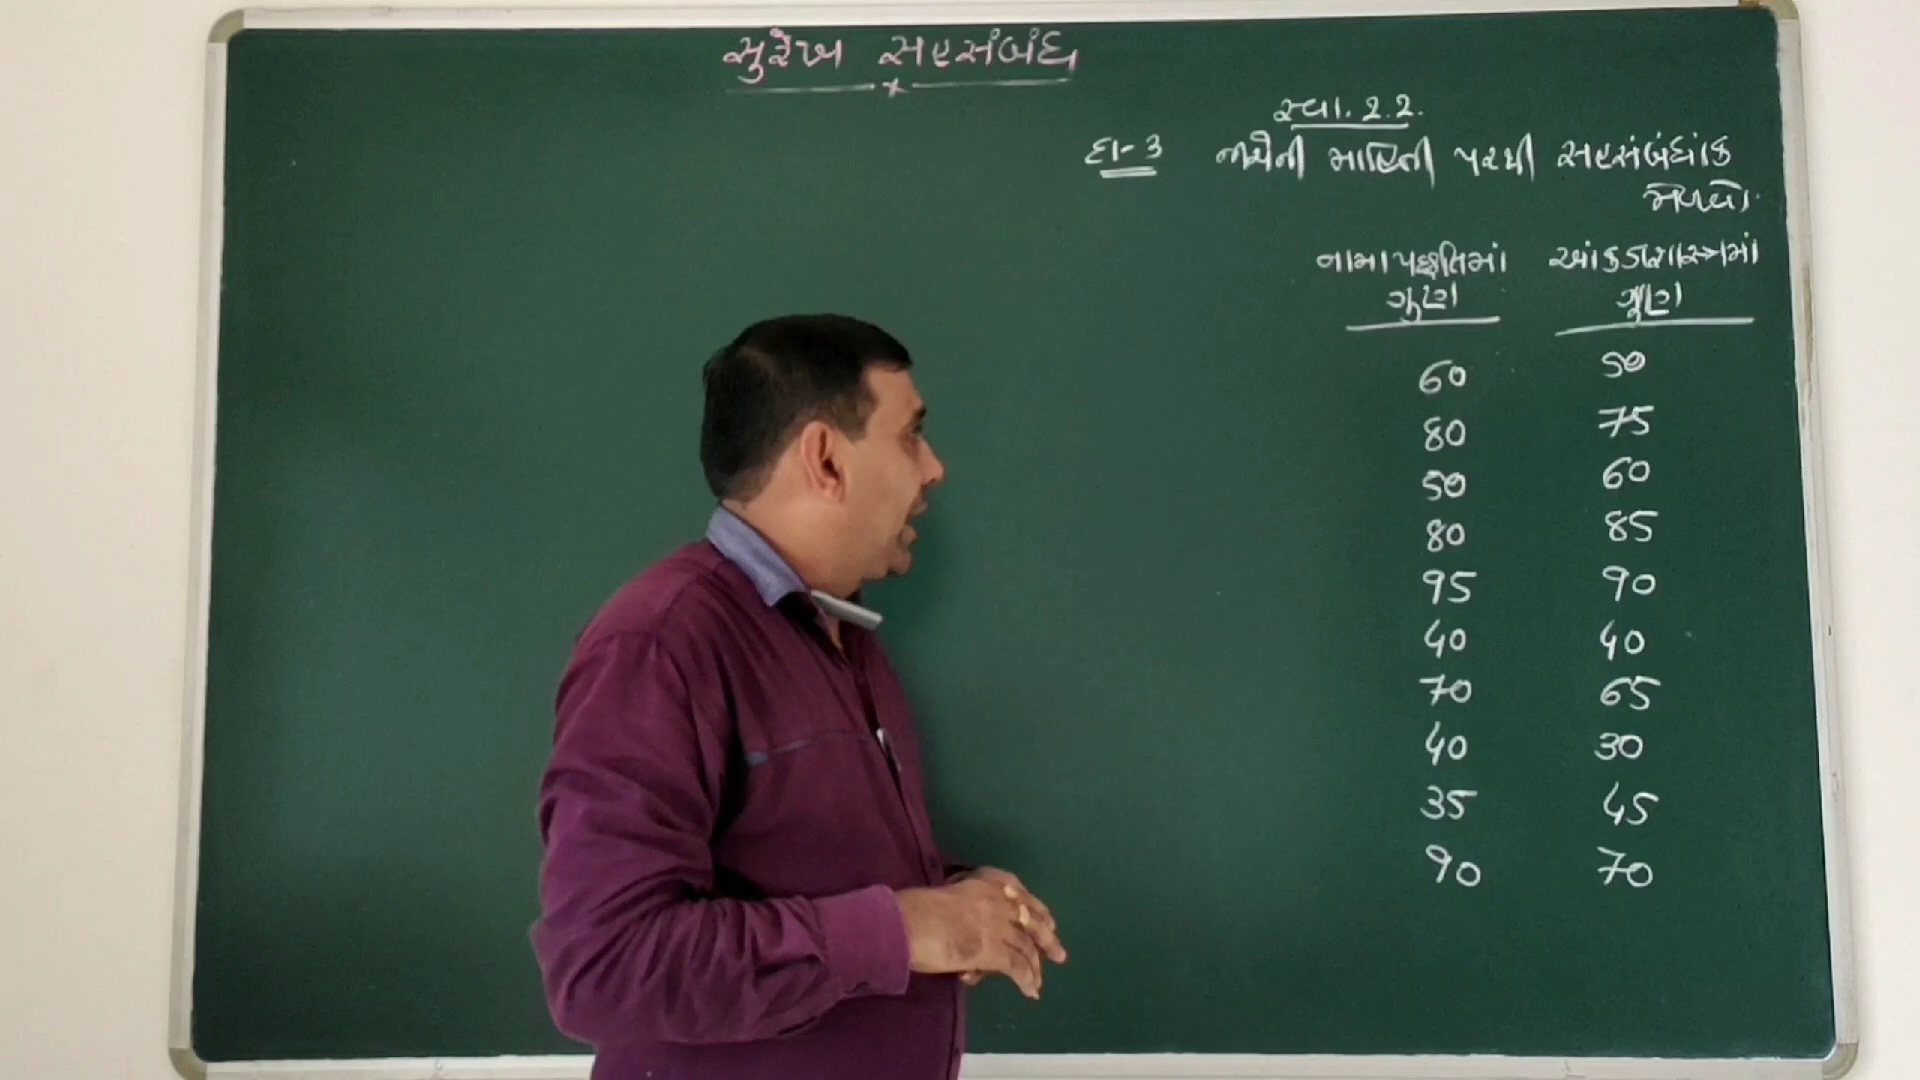 સુરેખ સહસંબંધ
સ્વા. 2.2.
દા-3 નીચેની માહિતી પરથી સહસંબંધાંક
મેળવો.
નામાપદ્ધતિમાં આંકડાશાસ્ત્રમાં
ગુણ ગુણ
60 50
80 75
50 60
80 85
95 90
40 40
70 65
40 30
35 45
90 70